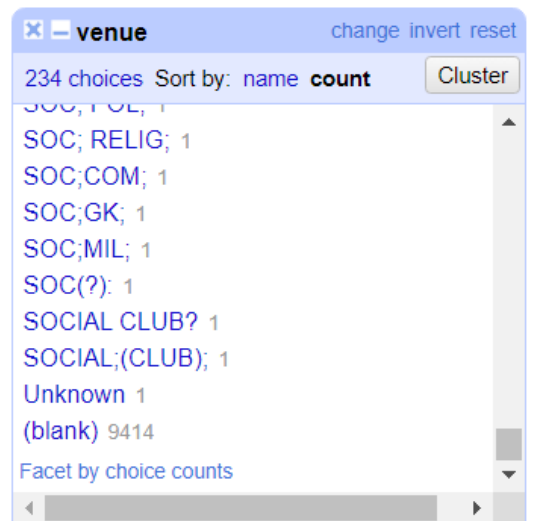 venue change invert reset
234 choices Sort by: name count Cluster
SOC; RELIG; 1
SOC;COM; 1
SOC;GK; 1
SOC;MIL; 1
SOC(?): 1
SOCIAL CLUB? 1
SOCIAL;(CLUB); 1
Unknown 1
(blank) 9414
Facet by choice counts